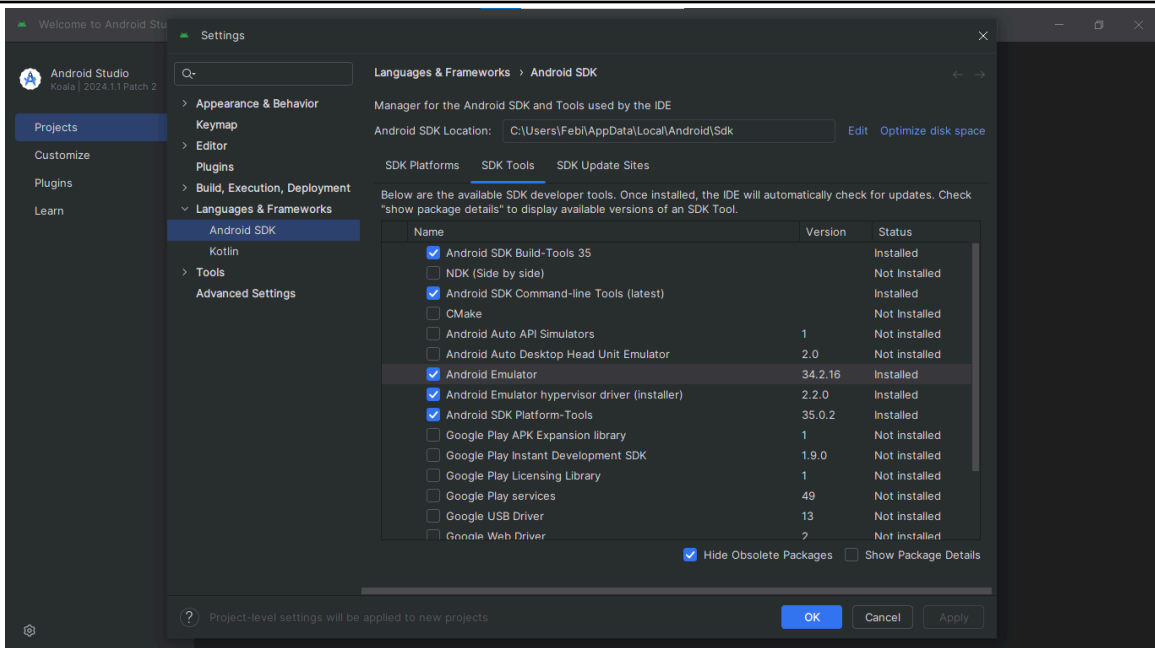 Welcome to Android Stu
Settings
Android Studio
Koala | 2024.1.1 Patch 2
Projects
Customize
Plugins
Learn
Appearance & Behavior
Keymap
Editor
Plugins
Build, Execution, Deployment
Languages & Frameworks
Android SDK
Kotlin
Tools
Advanced Settings
Languages & Frameworks › Android SDK
Manager for the Android SDK and Tools used by the IDE
Android SDK Location: C:\Users\Febi\AppData\Local\Android\Sdk Edit Optimize disk space
SDK Platforms SDK Tools SDK Update Sites
Below are the available SDK developer tools. Once installed, the IDE will automatically check for updates. Check
"show package details" to display available versions of an SDK Tool.
Name Version Status
Android SDK Build-Tools 35 Installed
NDK (Side by side) Not Installed
Android SDK Command-line Tools (latest) Installed
CMake Not Installed
Android Auto API Simulators 1 Not installed
Android Auto Desktop Head Unit Emulator 2.0 Not installed
Android Emulator 34.2.16 Installed
Android Emulator hypervisor driver (installer) 2.2.0 Installed
Android SDK Platform-Tools 35.0.2 Installed
Google Play APK Expansion library 1 Not installed
Google Play Instant Development SDK 1.9.0 Not installed
Google Play Licensing Library 1 Not installed
Google Play services 49 Not installed
Google USB Driver 13 Not installed
Google Web Driver 2 Not installed
Hide Obsolete Packages Show Package Details
? Project-level settings will be applied to new projects
OK Cancel Apply